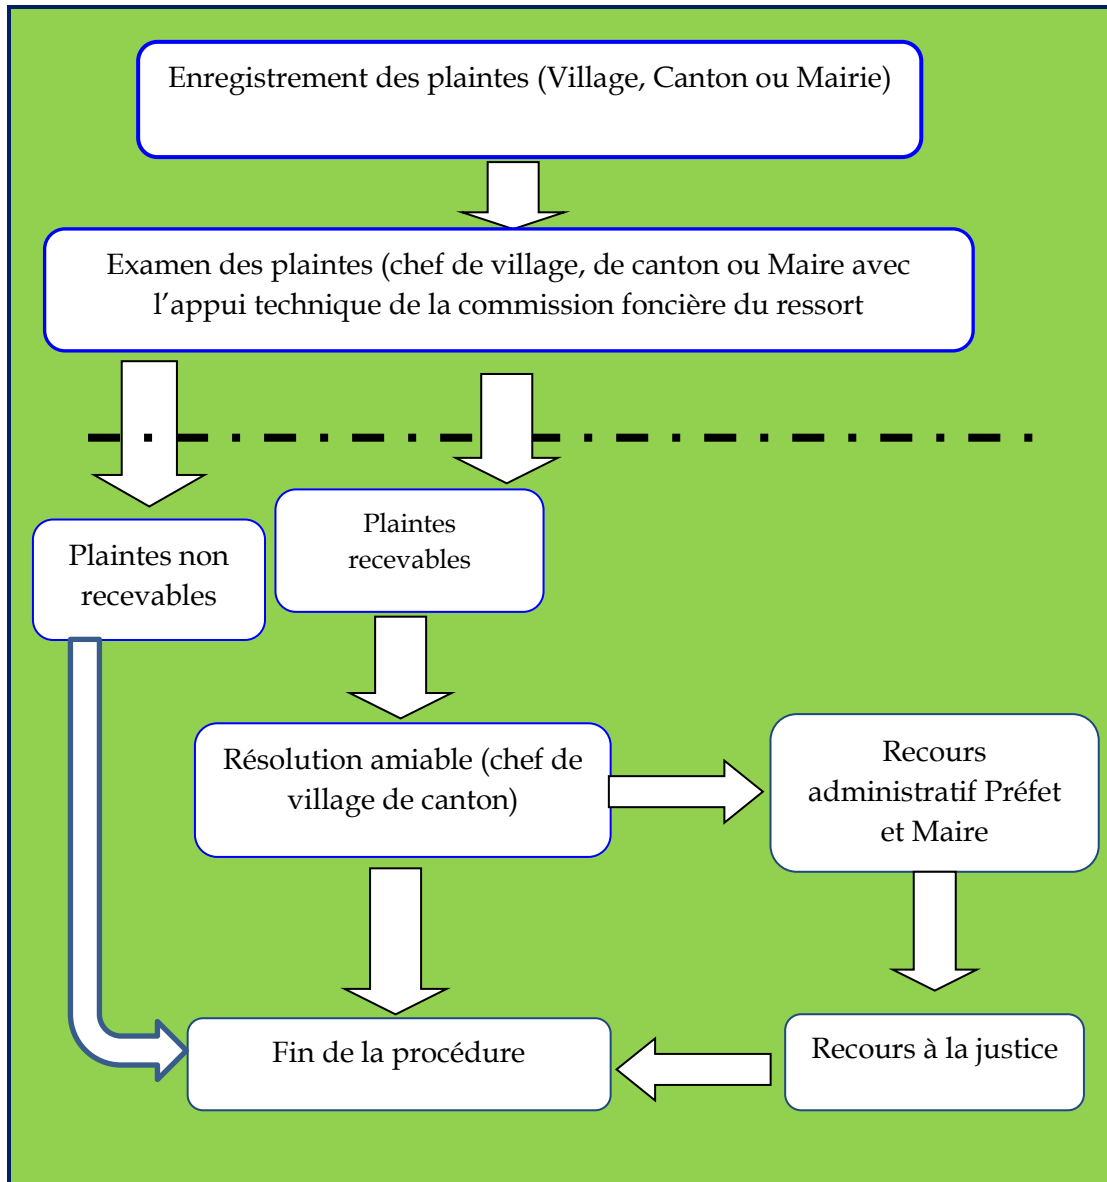 Enregistrement des plaintes (Village, Canton ou Mairie)
Examen des plaintes (chef de village, de canton ou Maire avec
l’appui technique de la commission foncière du ressort
Plaintes non
recevables
Plaintes
recevables
Résolution amiable (chef de
village de canton)
Recours
administratif Préfet
et Maire
Fin de la procédure
Recours à la justice